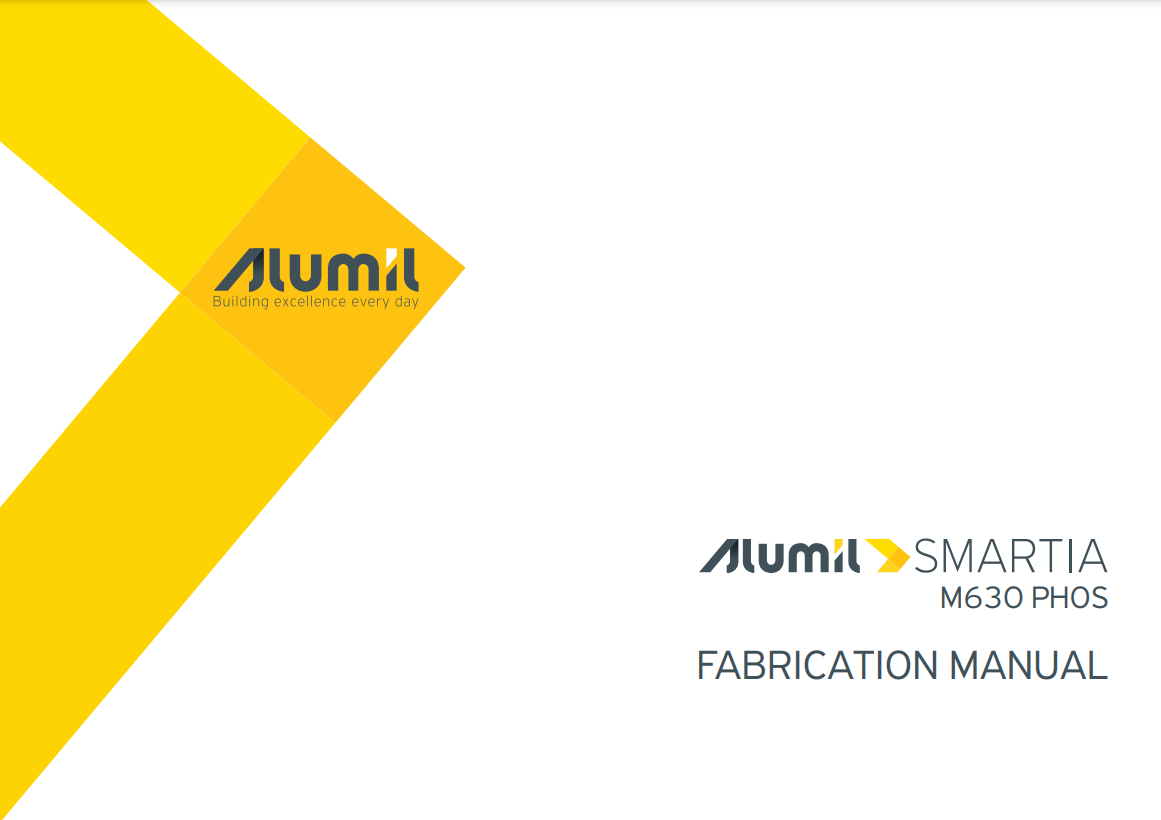 Alumil
Building excellence every day
Alumil SMARTIA
M630 PHOS
FABRICATION MANUAL